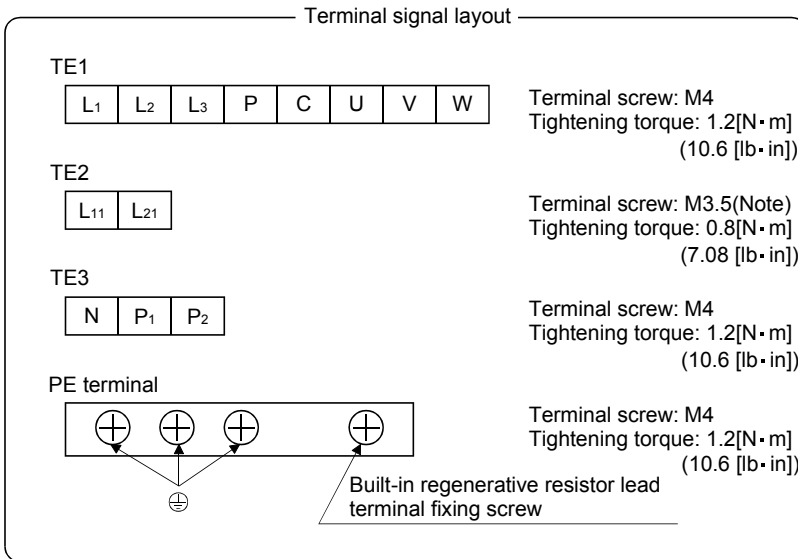 Terminal signal layout
TE1
L1 L2 L3 P C U V W
Terminal screw: M4
Tightening torque: 1.2[N▪m]
(10.6 [lb▪in])
TE2
L11 L21
Terminal screw: M3.5(Note)
Tightening torque: 0.8[N▪m]
(7.08 [lb▪in])
TE3
N P1 P2
Terminal screw: M4
Tightening torque: 1.2[N▪m]
(10.6 [lb▪in])
PE terminal
Terminal screw: M4
Tightening torque: 1.2[N▪m]
(10.6 [lb▪in])
Built-in regenerative resistor lead
terminal fixing screw